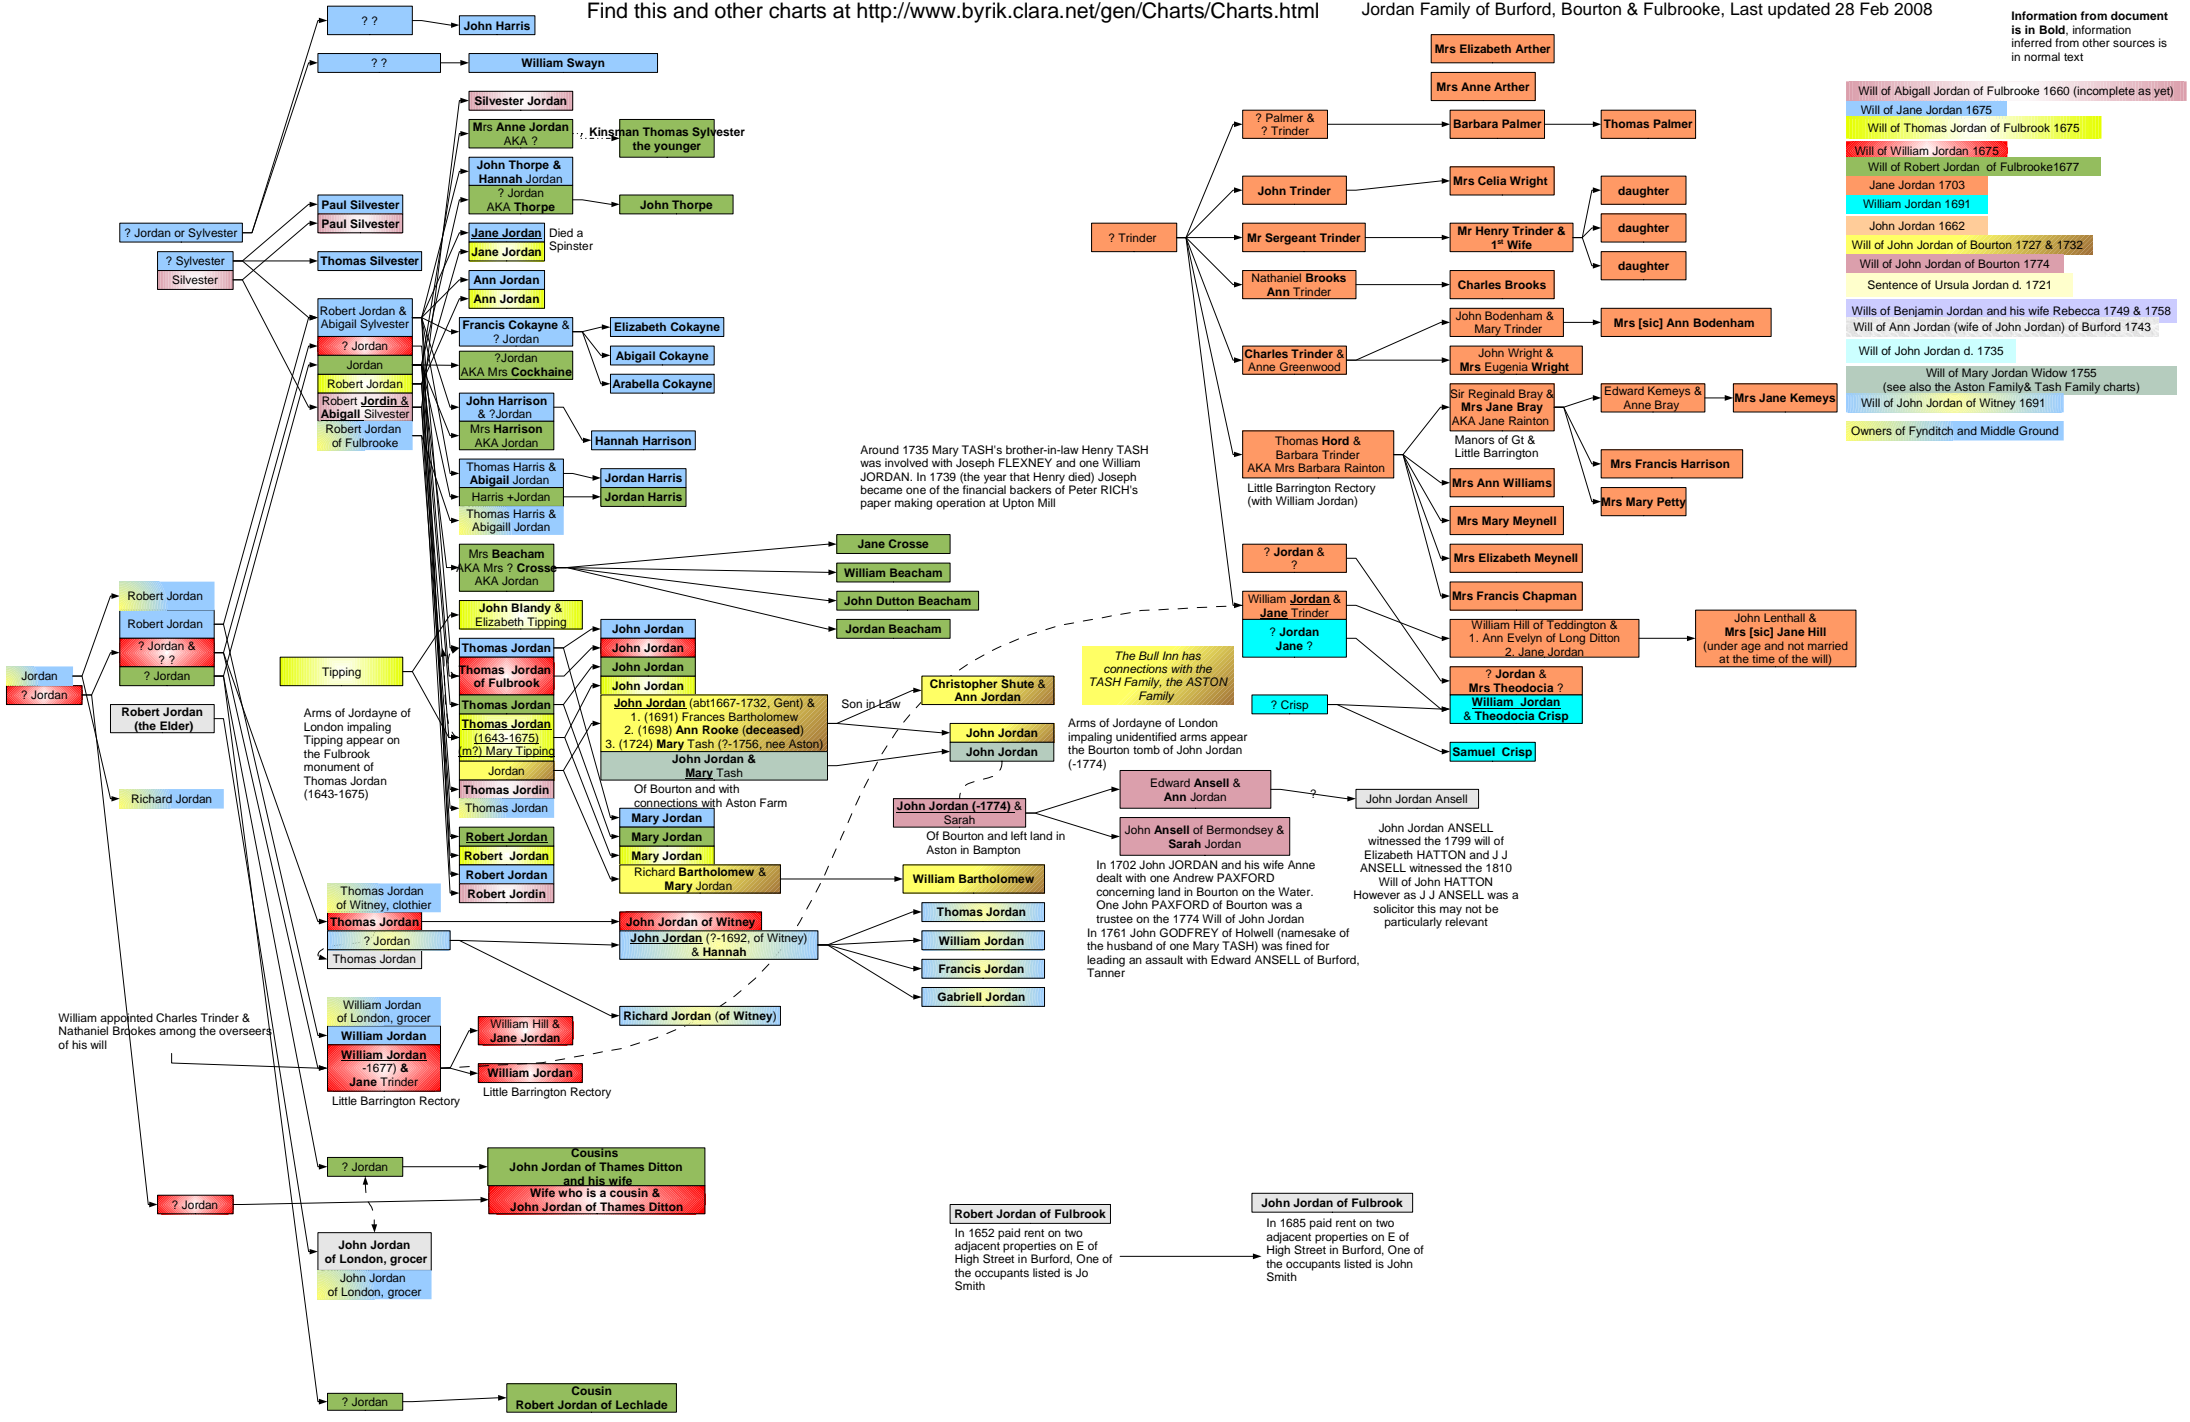 Find this and other charts at http://www.byrik.clara.net/gen/Charts/Charts.html
Jordan Family of Burford, Bourton & Fulbrooke, Last updated 28 Feb 2008
Information from document
is in Bold, information
inferred from other sources is
in normal text
Will of Abigall Jordan of Fulbrooke 1660 (incomplete as yet)
Will of Jane Jordan 1675
Will of Thomas Jordan of Fulbrook 1675
Will of William Jordan 1675
Will of Robert Jordan of Fulbrooke1677
Jane Jordan 1703
William Jordan 1691
John Jordan 1662
Will of John Jordan of Bourton 1727 & 1732
Will of John Jordan of Bourton 1774
Sentence of Ursula Jordan d. 1721
Wills of Benjamin Jordan and his wife Rebecca 1749 & 1758
Will of Ann Jordan (wife of John Jordan) of Burford 1743
Will of John Jordan d. 1735
Will of Mary Jordan Widow 1755
(see also the Aston Family& Tash Family charts)
Will of John Jordan of Witney 1691
Owners of Fynditch and Middle Ground
Jordan
? Jordan
Robert Jordan
Robert Jordan
? Jordan &
? ?
? Jordan
Robert Jordan
(the Elder)
Richard Jordan
? Jordan or Sylvester
? Sylvester
Silvester
? ?
John Harris
? ?
William Swayn
Paul Silvester
Paul Silvester
Thomas Silvester
Robert Jordan &
Abigail Sylvester
? Jordan
Jordan
Robert Jordan
Robert Jordin &
Abigall Silvester
Robert Jordan
of Fulbrooke
Silvester Jordan
Mrs Anne Jordan
AKA ?
Kinsman Thomas Sylvester
the younger
John Thorpe &
Hannah Jordan
? Jordan
AKA Thorpe
John Thorpe
Jane Jordan
Jane Jordan
Died a
Spinster
Ann Jordan
Ann Jordan
Francis Cokayne &
? Jordan
?Jordan
AKA Mrs Cockhaine
Elizabeth Cokayne
Abigail Cokayne
Arabella Cokayne
John Harrison
& ?Jordan
Mrs Harrison
AKA Jordan
Hannah Harrison
Thomas Harris &
Abigail Jordan
Harris +Jordan
Thomas Harris &
Abigaill Jordan
Jordan Harris
Jordan Harris
Mrs Beacham
AKA Mrs ? Crosse
AKA Jordan
Jane Crosse
William Beacham
John Dutton Beacham
Jordan Beacham
John Blandy &
Elizabeth Tipping
Tipping
Arms of Jordayne of
London impaling
Tipping appear on
the Fulbrook
monument of
Thomas Jordan
(1643-1675)
Thomas Jordan
Thomas Jordan
of Fulbrook
Thomas Jordan
Thomas Jordan
(1643-1675)
(m?) Mary Tipping
Jordan
Thomas Jordin
Thomas Jordan
Robert Jordan
Robert Jordan
Robert Jordan
Robert Jordin
John Jordan
John Jordan
John Jordan
John Jordan
John Jordan (abt1667-1732, Gent) &
1. (1691) Frances Bartholomew
2. (1698) Ann Rooke (deceased)
3. (1724) Mary Tash (?-1756, nee Aston)
John Jordan &
Mary Tash
Of Bourton and with
connections with Aston Farm
Mary Jordan
Mary Jordan
Mary Jordan
Richard Bartholomew &
Mary Jordan
William Bartholomew
Son in Law
Christopher Shute &
Ann Jordan
John Jordan
John Jordan
John Jordan (-1774) &
Sarah
Of Bourton and left land in
Aston in Bampton
Around 1735 Mary TASH's brother-in-law Henry TASH
was involved with Joseph FLEXNEY and one William
JORDAN. In 1739 (the year that Henry died) Joseph
became one of the financial backers of Peter RICH's
paper making operation at Upton Mill
The Bull Inn has
connections with the
TASH Family, the ASTON
Family
Arms of Jordayne of London
impaling unidentified arms appear
the Bourton tomb of John Jordan
(-1774)
Edward Ansell &
Ann Jordan
?
John Jordan Ansell
John Ansell of Bermondsey &
Sarah Jordan
John Jordan ANSELL
witnessed the 1799 will of
Elizabeth HATTON and J J
ANSELL witnessed the 1810
Will of John HATTON
However as J J ANSELL was a
solicitor this may not be
particularly relevant
In 1702 John JORDAN and his wife Anne
dealt with one Andrew PAXFORD
concerning land in Bourton on the Water.
One John PAXFORD of Bourton was a
trustee on the 1774 Will of John Jordan
In 1761 John GODFREY of Holwell (namesake of
the husband of one Mary TASH) was fined for
leading an assault with Edward ANSELL of Burford,
Tanner
Thomas Jordan
of Witney, clothier
Thomas Jordan
? Jordan
Thomas Jordan
John Jordan of Witney
John Jordan (?-1692, of Witney)
& Hannah
Richard Jordan (of Witney)
Thomas Jordan
William Jordan
Francis Jordan
Gabriell Jordan
William appointed Charles Trinder &
Nathaniel Brookes among the overseers
of his will
William Jordan
of London, grocer
William Jordan
William Jordan
-1677) &
Jane Trinder
Little Barrington Rectory
William Hill &
Jane Jordan
William Jordan
Little Barrington Rectory
? Jordan
Cousins
John Jordan of Thames Ditton
and his wife
? Jordan
Wife who is a cousin &
John Jordan of Thames Ditton
John Jordan
of London, grocer
John Jordan
of London, grocer
? Jordan
Cousin
Robert Jordan of Lechlade
Robert Jordan of Fulbrook
In 1652 paid rent on two
adjacent properties on E of
High Street in Burford, One of
the occupants listed is Jo
Smith
John Jordan of Fulbrook
In 1685 paid rent on two
adjacent properties on E of
High Street in Burford, One of
the occupants listed is John
Smith
Mrs Elizabeth Arther
Mrs Anne Arther
? Trinder
? Palmer &
? Trinder
Barbara Palmer
Thomas Palmer
John Trinder
Mrs Celia Wright
Mr Sergeant Trinder
Mr Henry Trinder &
1st Wife
daughter
daughter
daughter
Nathaniel Brooks
Ann Trinder
Charles Brooks
Charles Trinder &
Anne Greenwood
John Bodenham &
Mary Trinder
Mrs [sic] Ann Bodenham
John Wright &
Mrs Eugenia Wright
Thomas Hord &
Barbara Trinder
AKA Mrs Barbara Rainton
Little Barrington Rectory
(with William Jordan)
Sir Reginald Bray &
Mrs Jane Bray
AKA Jane Rainton
Manors of Gt &
Little Barrington
Edward Kemeys &
Anne Bray
Mrs Jane Kemeys
Mrs Francis Harrison
Mrs Mary Petty
Mrs Ann Williams
Mrs Mary Meynell
Mrs Elizabeth Meynell
Mrs Francis Chapman
? Jordan &
?
William Jordan &
Jane Trinder
? Jordan
Jane ?
William Hill of Teddington &
1. Ann Evelyn of Long Ditton
2. Jane Jordan
John Lenthall &
Mrs [sic] Jane Hill
(under age and not married
at the time of the will)
? Jordan &
Mrs Theodocia ?
William Jordan
& Theodocia Crisp
? Crisp
Samuel Crisp